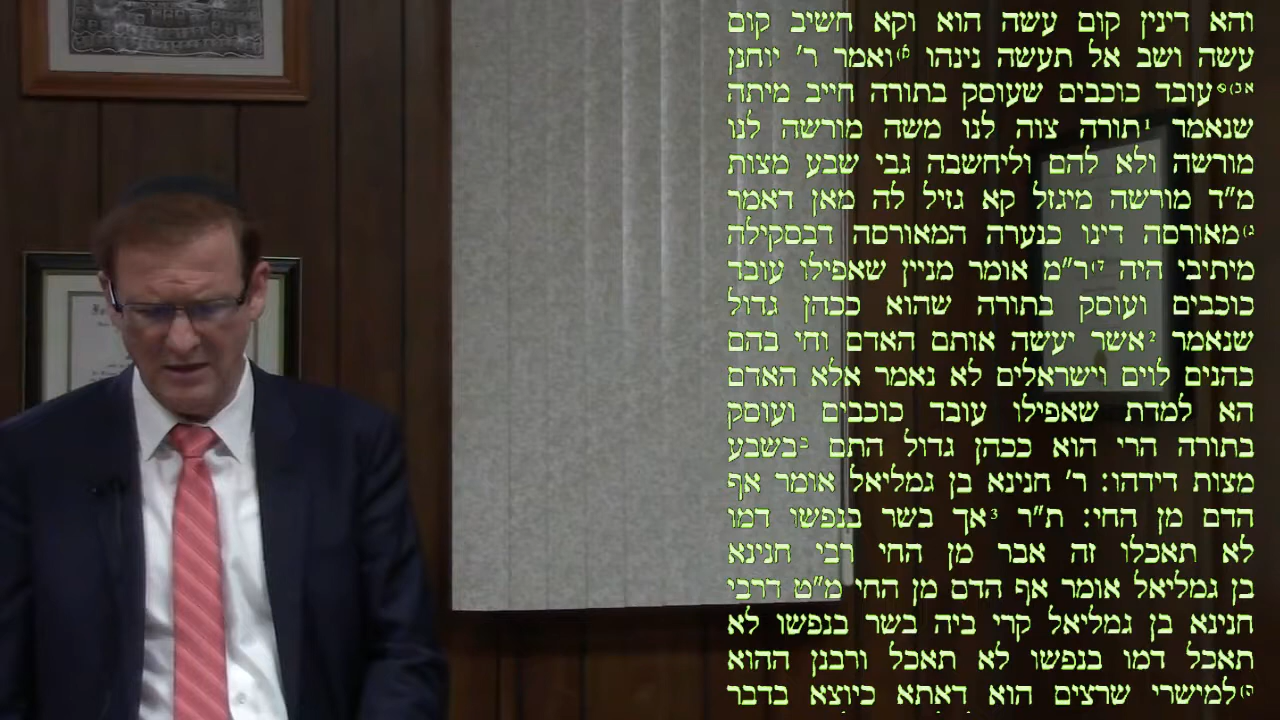 והא דינין קום עשה הוא וקא חשיב קום
עשה ושב אל תעשה נינהו ואמר ר׳ יוחנן
עובד כוכבים שעוסק בתורה חייב מיתה
שנאמר 1תורה צוה לנו משה מורשה לנו
מורשה ולא להם וליחשבה גבי שבע מצות
מ״ד מורשה מיגזל קא גזיל לה מאן דאמר
מאורסה דינו כנערה המאורסה דבסקילה
מיתיבי היה ר״מ אומר מניין שאפילו עובד
כוכבים ועוסק בתורה שהוא ככהן גדול
שנאמר 2אשר יעשה אותם האדם וחי בהם
כהנים לוים וישראלים לא נאמר אלא האדם
הא למדת שאפילו עובד כוכבים ועוסק
בתורה הרי הוא ככהן גדול התם בשבע
מצות דידהו: ר׳ חנינא בן גמליאל אומר אף
הדם מן החי: ת״ר 3אך בשר בנפשו דמו
לא תאכלו זה אבר מן החי רבי חנינא
בן גמליאל אומר אף הדם מן החי מ״ט דרבי
חנינא בן גמליאל קרי ביה בשר בנפשו לא
תאכל דמו בנפשו לא תאכל ורבנן ההוא
למישרי שרצים הוא דאתא כיוצא בדבר